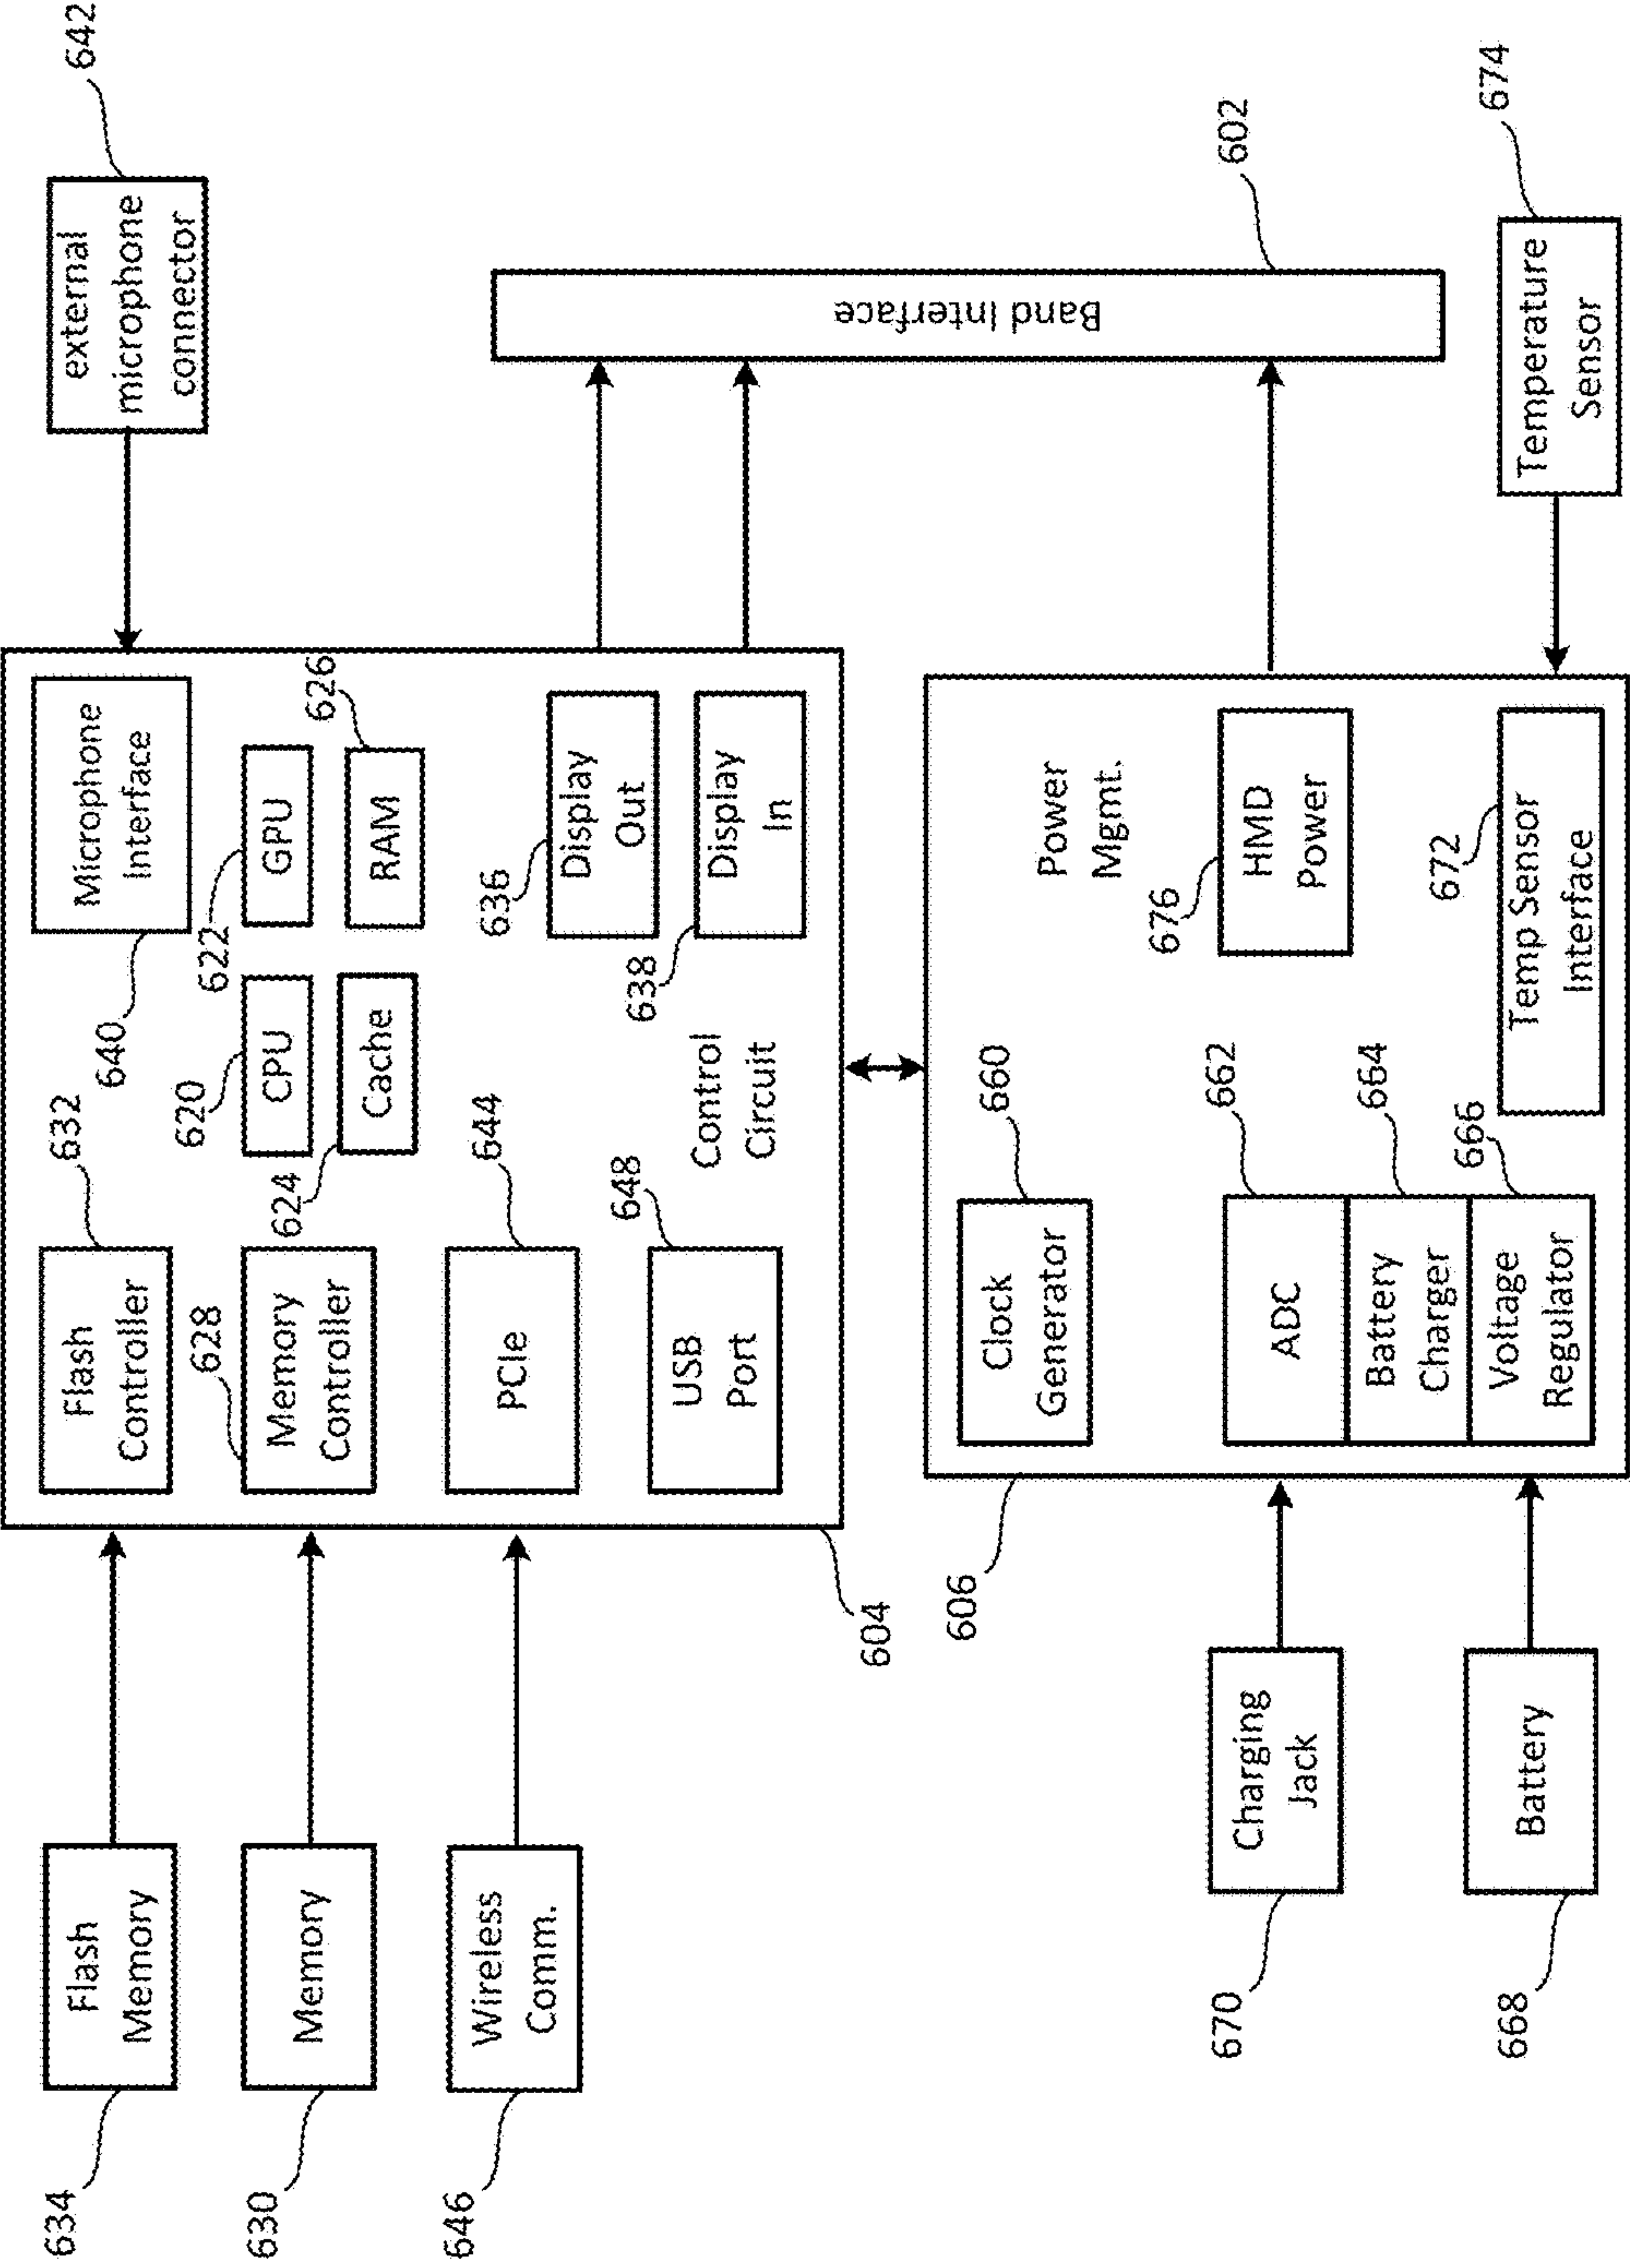 642
external
microphone
connector
602
Band Interface
674
Temperature
Sensor
Microphone
Interface
640
GPU
622
RAM
626
CPU
620
Cache
624
Display
Out
636
Display
In
638
Flash
Controller
632
Memory
Controller
628
PCIe
644
USB
Port
648
Control
Circuit
604
Power
Mgmt.
HMD
Power
676
Temp Sensor
Interface
672
Clock
Generator
660
ADC
662
Battery
Charger
664
Voltage
Regulator
666
606
Flash
Memory
634
Memory
630
Wireless
Comm.
646
Charging
Jack
670
Battery
668